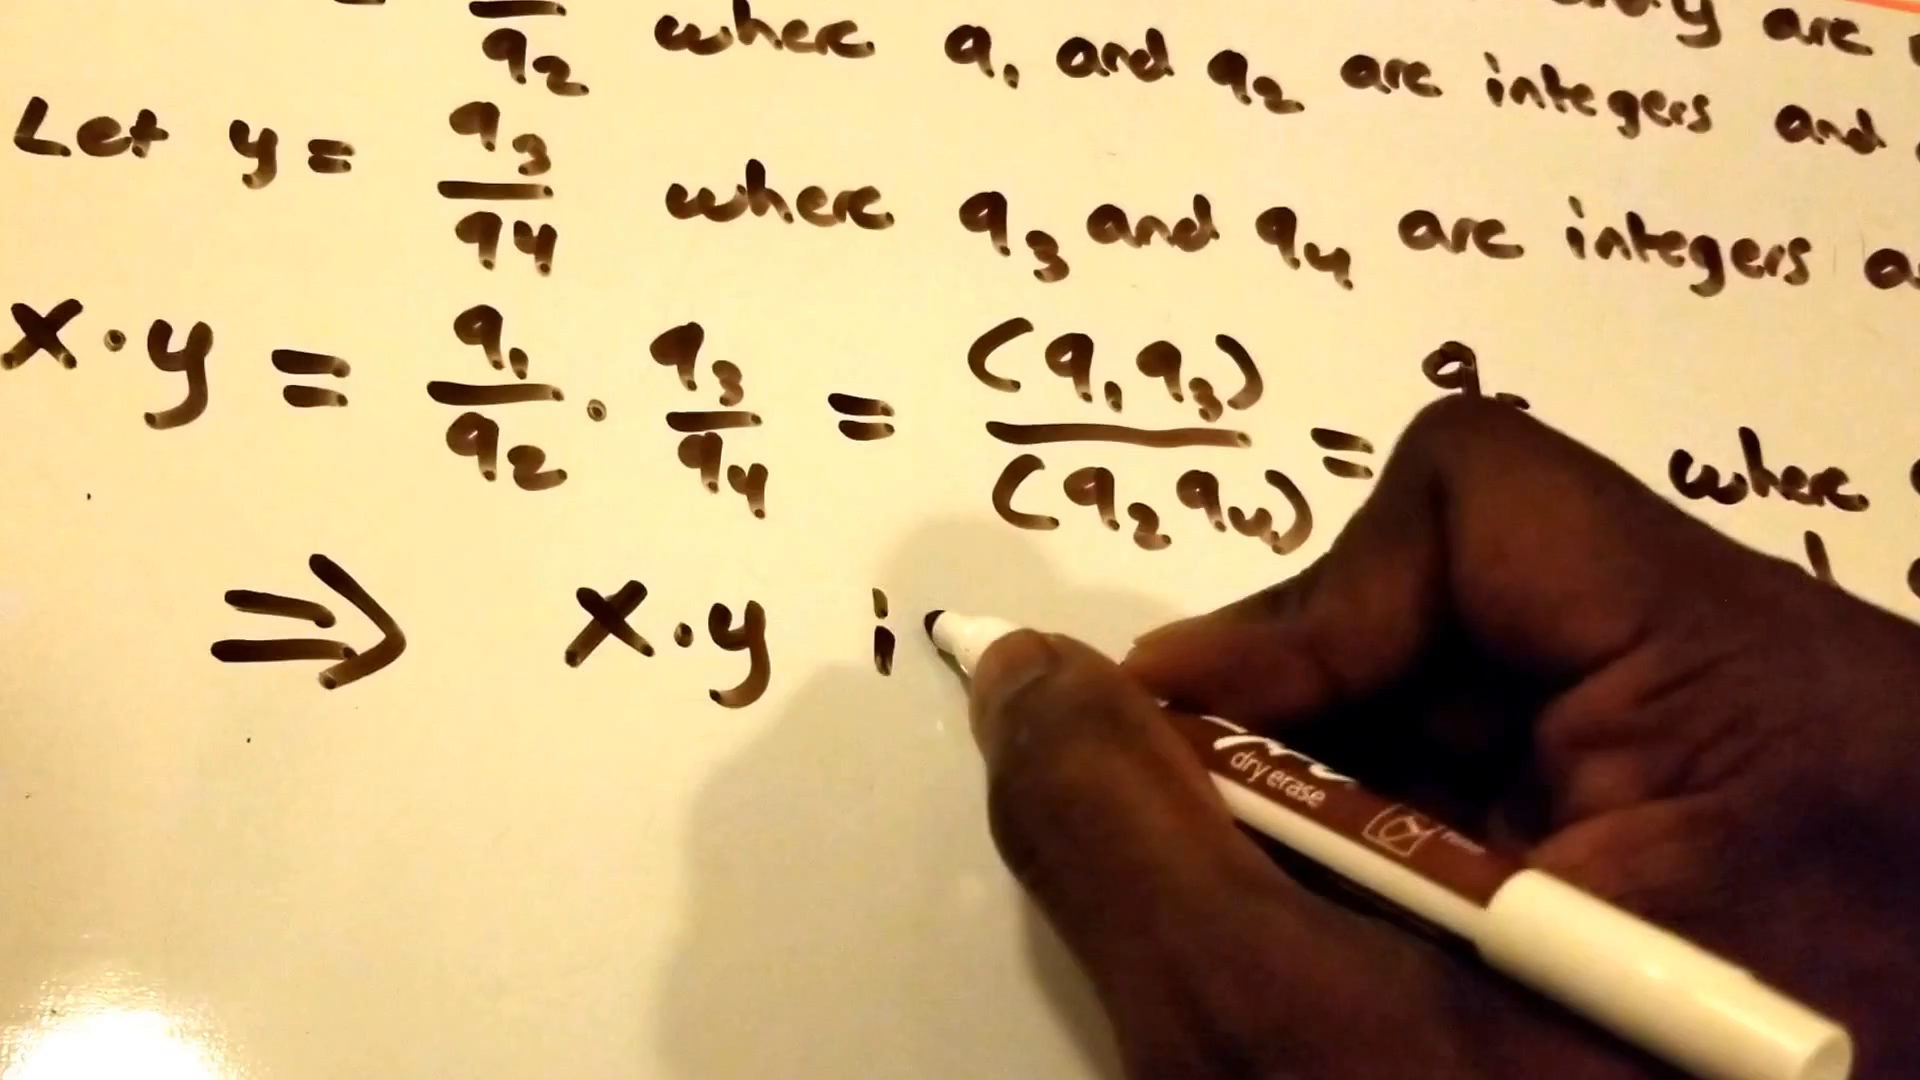 y are
q2 where q1 and q2 are integers and
Let y = q3/q4 where q3 and q4 are integers
x·y = q1/q2 · q3/q4 = (q1q3)/(q2q4) = q where
⇒ x·y i
dry erase